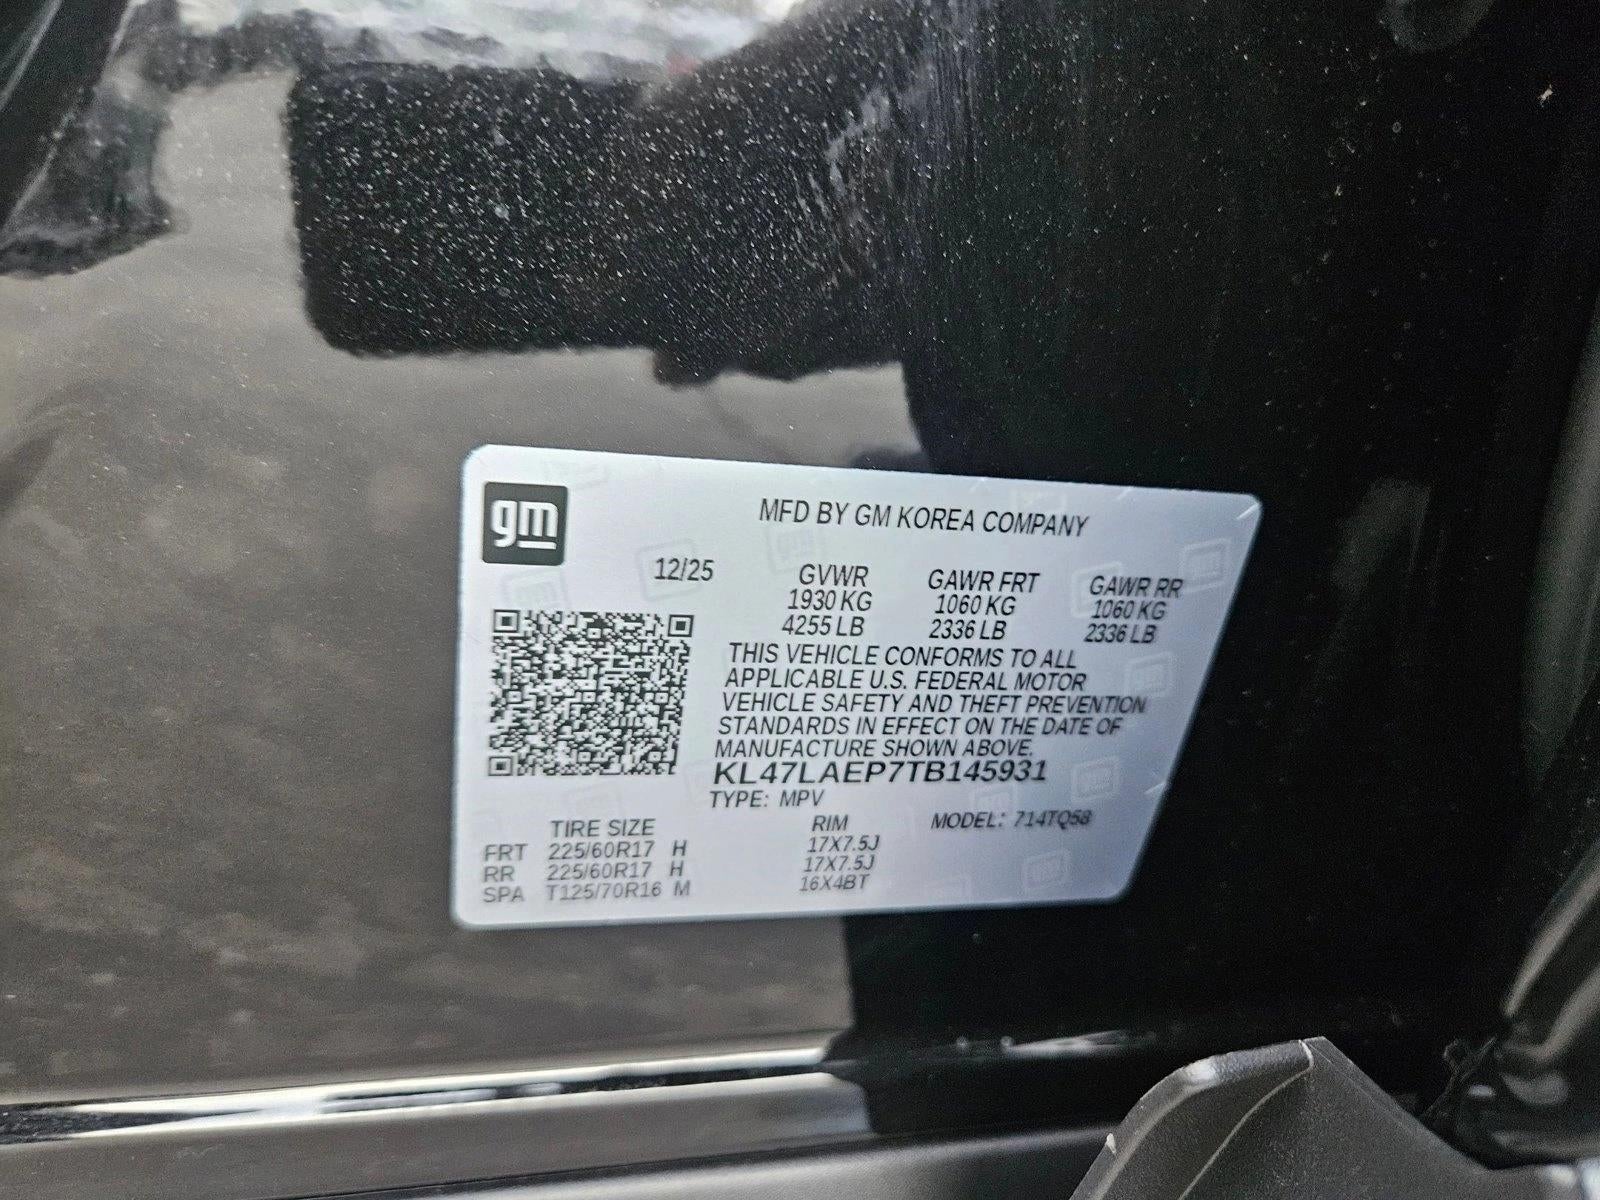 gm
MFD BY GM KOREA COMPANY
12/25 GVWR GAWR FRT GAWR RR
1930 KG 1060 KG 1060 KG
4255 LB 2336 LB 2336 LB
THIS VEHICLE CONFORMS TO ALL
APPLICABLE U.S. FEDERAL MOTOR
VEHICLE SAFETY AND THEFT PREVENTION
STANDARDS IN EFFECT ON THE DATE OF
MANUFACTURE SHOWN ABOVE.
KL47LAEP7TB145931
TYPE: MPV MODEL: 714TQ58
TIRE SIZE RIM
FRT 225/60R17 H 17X7.5J
RR 225/60R17 H 17X7.5J
SPA T125/70R16 M 16X4BT